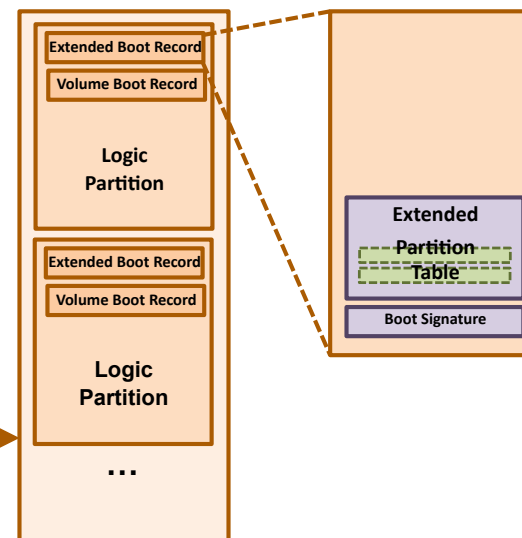 Extended Boot Record
Volume Boot Record
Logic
Partition
Extended Boot Record
Volume Boot Record
Logic
Partition
...
Extended
Partition
Table
Boot Signature